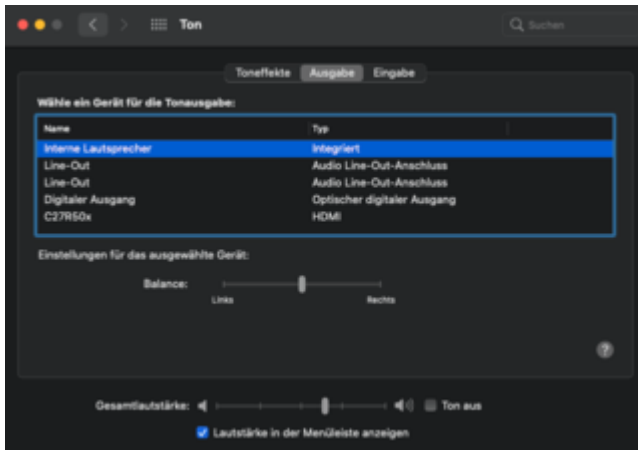 Ton
Suchen
Toneffekte Ausgabe Eingabe
Wähle ein Gerät für die Tonausgabe:
Name Typ
Interne Lautsprecher Integriert
Line-Out Audio Line-Out-Anschluss
Line-Out Audio Line-Out-Anschluss
Digitaler Ausgang Optischer digitaler Ausgang
C27R50x HDMI
Einstellungen für das ausgewählte Gerät:
Balance:
Links Rechts
?
Gesamtlautstärke: Ton aus
Lautstärke in der Menüleiste anzeigen